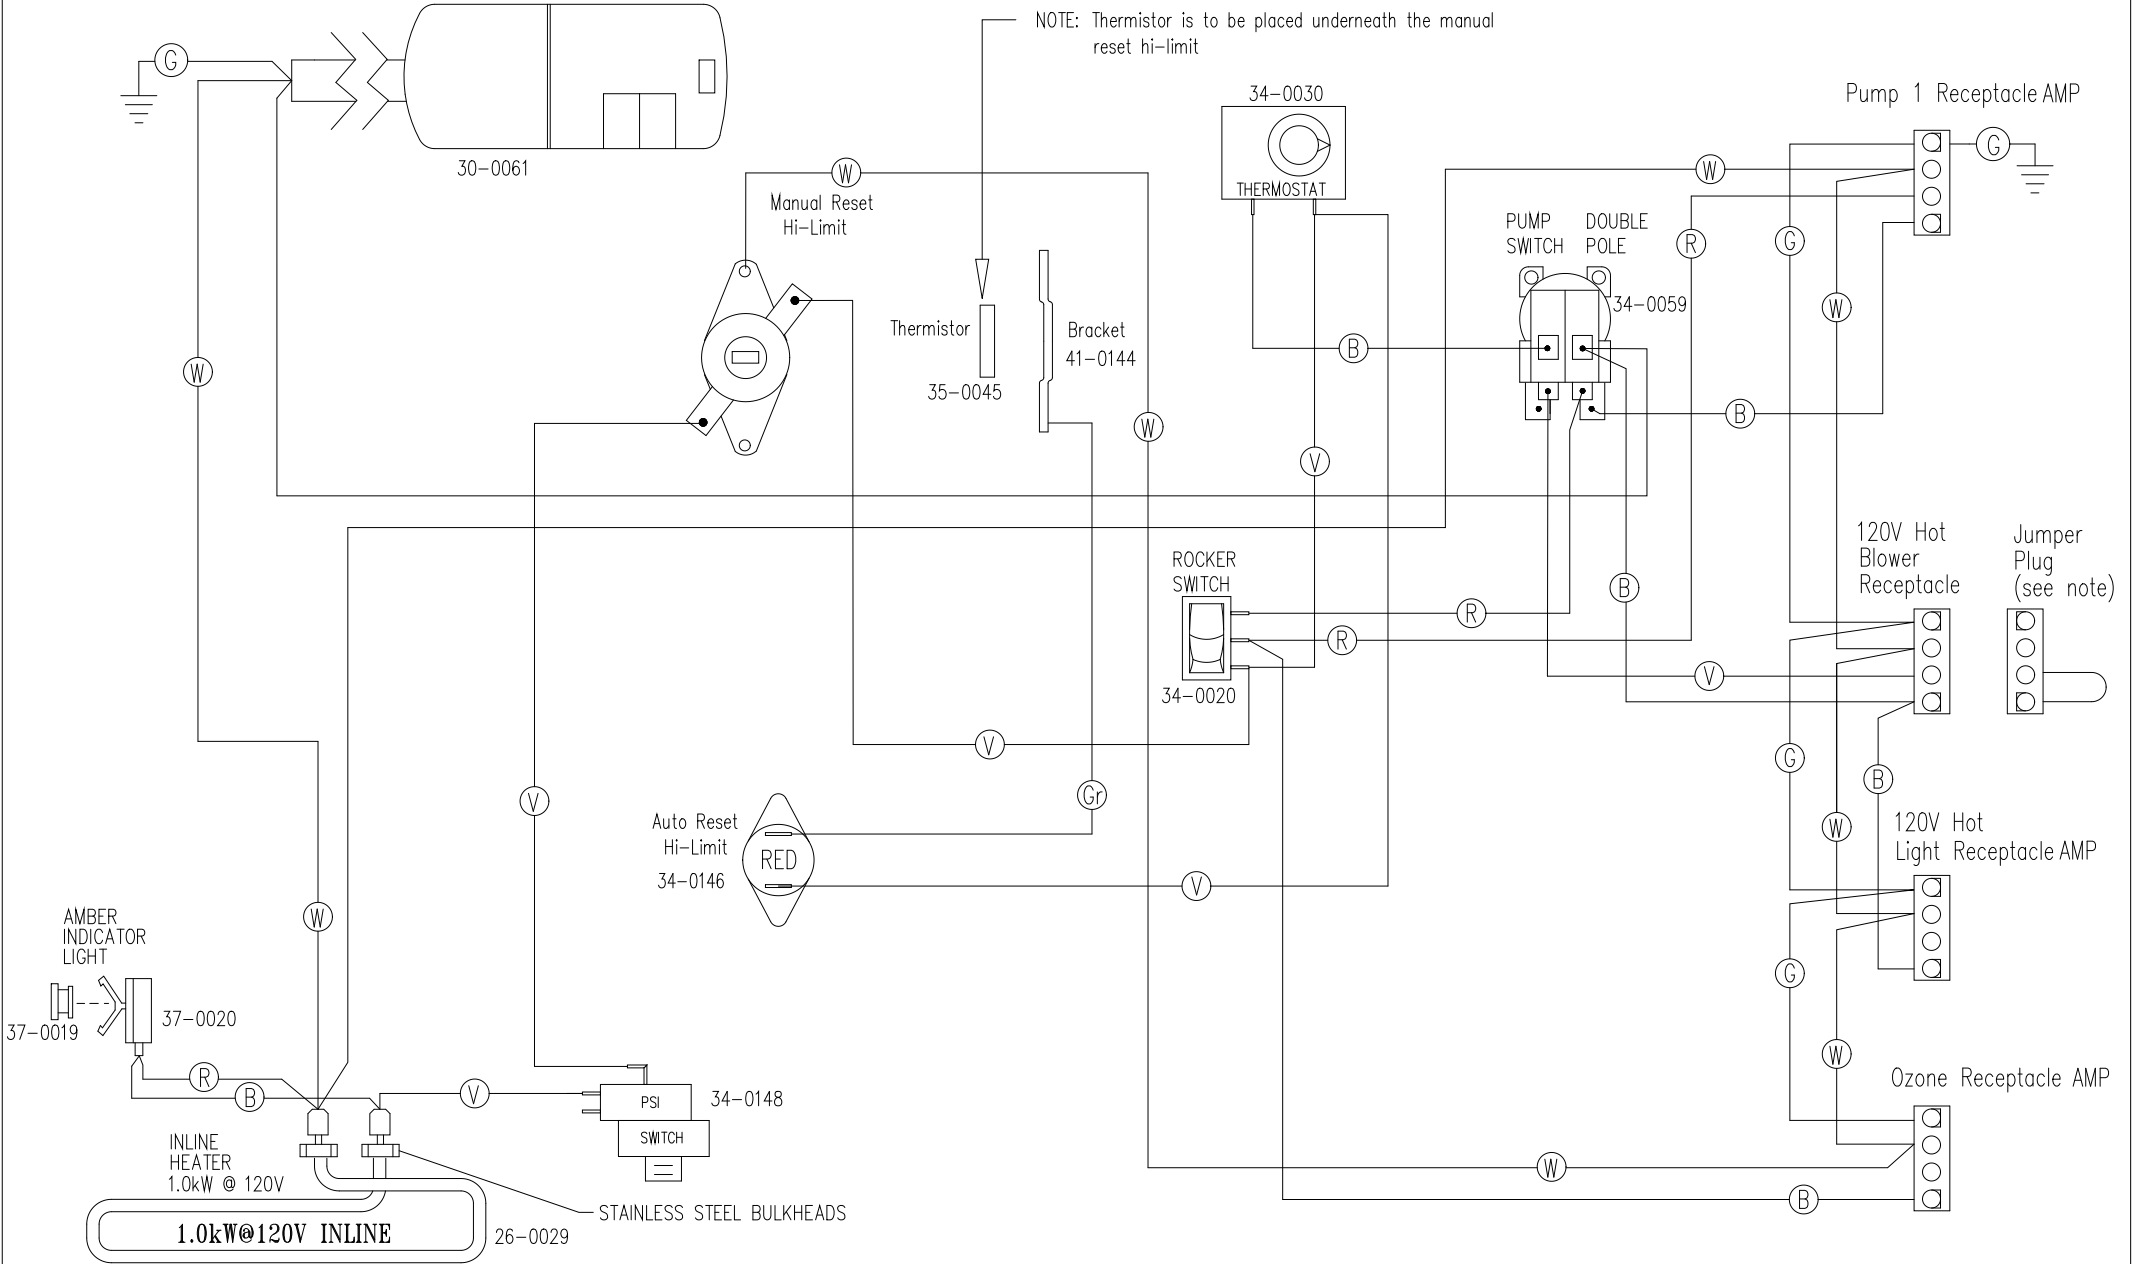 NOTE: Thermistor is to be placed underneath the manual
reset hi-limit
G
30-0061
34-0030
THERMOSTAT
Pump 1 Receptacle AMP
G
W
W
Manual Reset
Hi-Limit
PUMP
SWITCH
DOUBLE
POLE
34-0059
R
G
W
Thermistor
35-0045
Bracket
41-0144
B
W
B
W
V
120V Hot
Blower
Receptacle
Jumper
Plug
(see note)
ROCKER
SWITCH
34-0020
R
R
B
V
V
G
B
V
Gr
W
Auto Reset
Hi-Limit
34-0146
RED
V
120V Hot
Light Receptacle AMP
W
AMBER
INDICATOR
LIGHT
37-0019
37-0020
G
W
R
B
V
PSI
SWITCH
34-0148
Ozone Receptacle AMP
INLINE
HEATER
1.0kW @ 120V
W
B
STAINLESS STEEL BULKHEADS
1.0kW@120V INLINE
26-0029